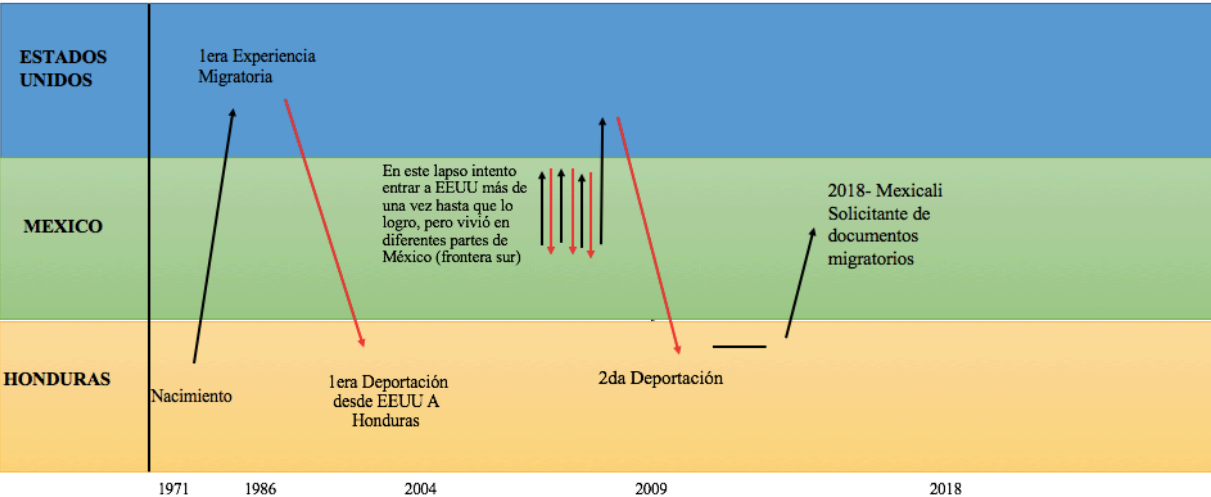 ESTADOS
UNIDOS
1era Experiencia
Migratoria
En este lapso intento
entrar a EEUU más de
una vez hasta que lo
logro, pero vivió en
diferentes partes de
México (frontera sur)
MEXICO
2018- Mexicali
Solicitante de
documentos
migratorios
HONDURAS
Nacimiento
1era Deportación
desde EEUU A
Honduras
2da Deportación
1971
1986
2004
2009
2018